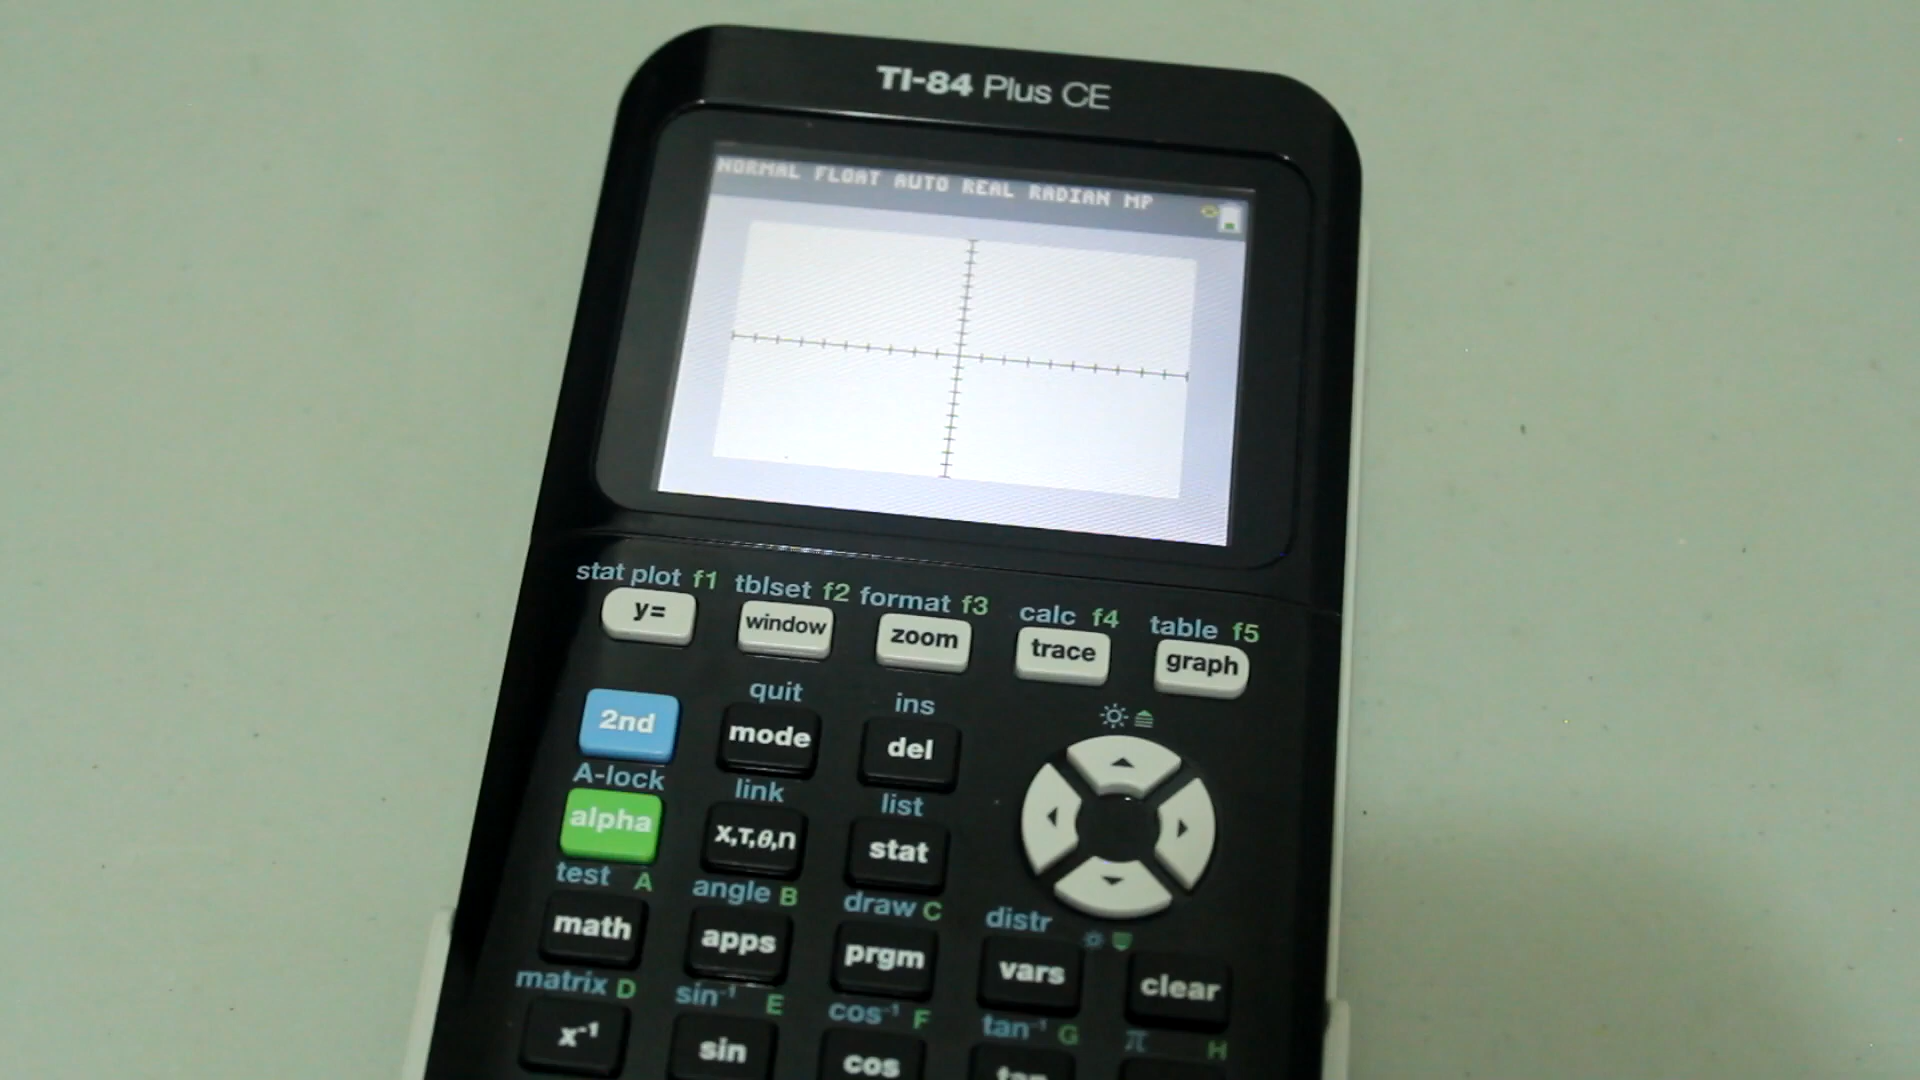 TI-84 Plus CE
NORMAL FLOAT AUTO REAL RADIAN MP
stat plot f1 tblset f2 format f3 calc f4 table f5
y= window zoom trace graph
quit ins
2nd mode del
A-lock link list
alpha X,T,θ,n stat
test A angle B draw C distr
math apps prgm vars clear
matrix D sin⁻¹ E cos⁻¹ F tan⁻¹ G π H
x⁻¹ sin cos tan